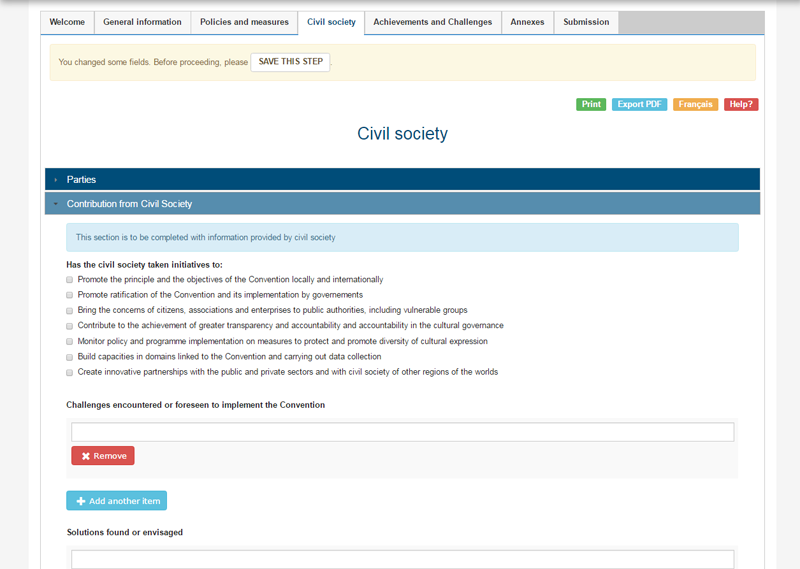 Welcome
General information
Policies and measures
Civil society
Achievements and Challenges
Annexes
Submission
You changed some fields. Before proceeding, please SAVE THIS STEP.
Print
Export PDF
Français
Help?
Civil society
Parties
Contribution from Civil Society
This section is to be completed with information provided by civil society
Has the civil society taken initiatives to:
Promote the principle and the objectives of the Convention locally and internationally
Promote ratification of the Convention and its implementation by governements
Bring the concerns of citizens, associations and enterprises to public authorities, including vulnerable groups
Contribute to the achievement of greater transparency and accountability and accountability in the cultural governance
Monitor policy and programme implementation on measures to protect and promote diversity of cultural expression
Build capacities in domains linked to the Convention and carrying out data collection
Create innovative partnerships with the public and private sectors and with civil society of other regions of the worlds
Challenges encountered or foreseen to implement the Convention
Remove
Add another item
Solutions found or envisaged